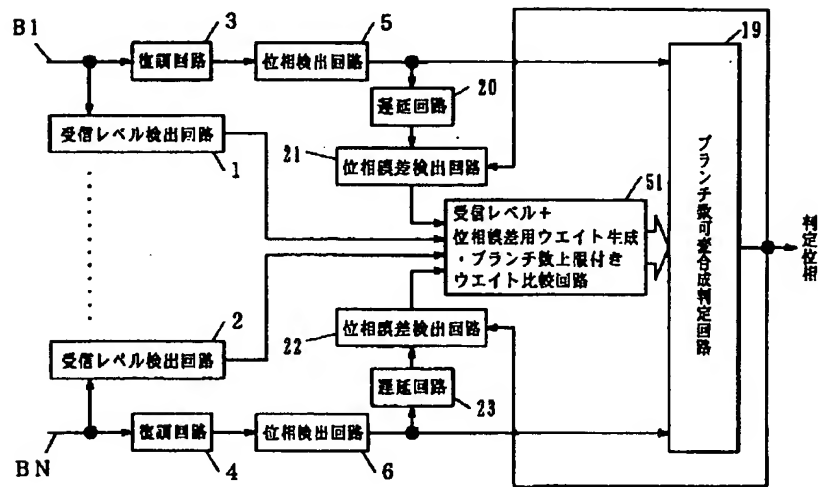 B1
3
復調回路
5
位相検出回路
19
遅延回路
20
受信レベル検出回路
1
21
位相誤差検出回路
51
受信レベル+
位相誤差用ウエイト生成
・ブランチ数上限付き
ウエイト比較回路
ブランチ数可変合成判定回路
判定位相
2
受信レベル検出回路
22
位相誤差検出回路
遅延回路
23
BN
復調回路
4
位相検出回路
6